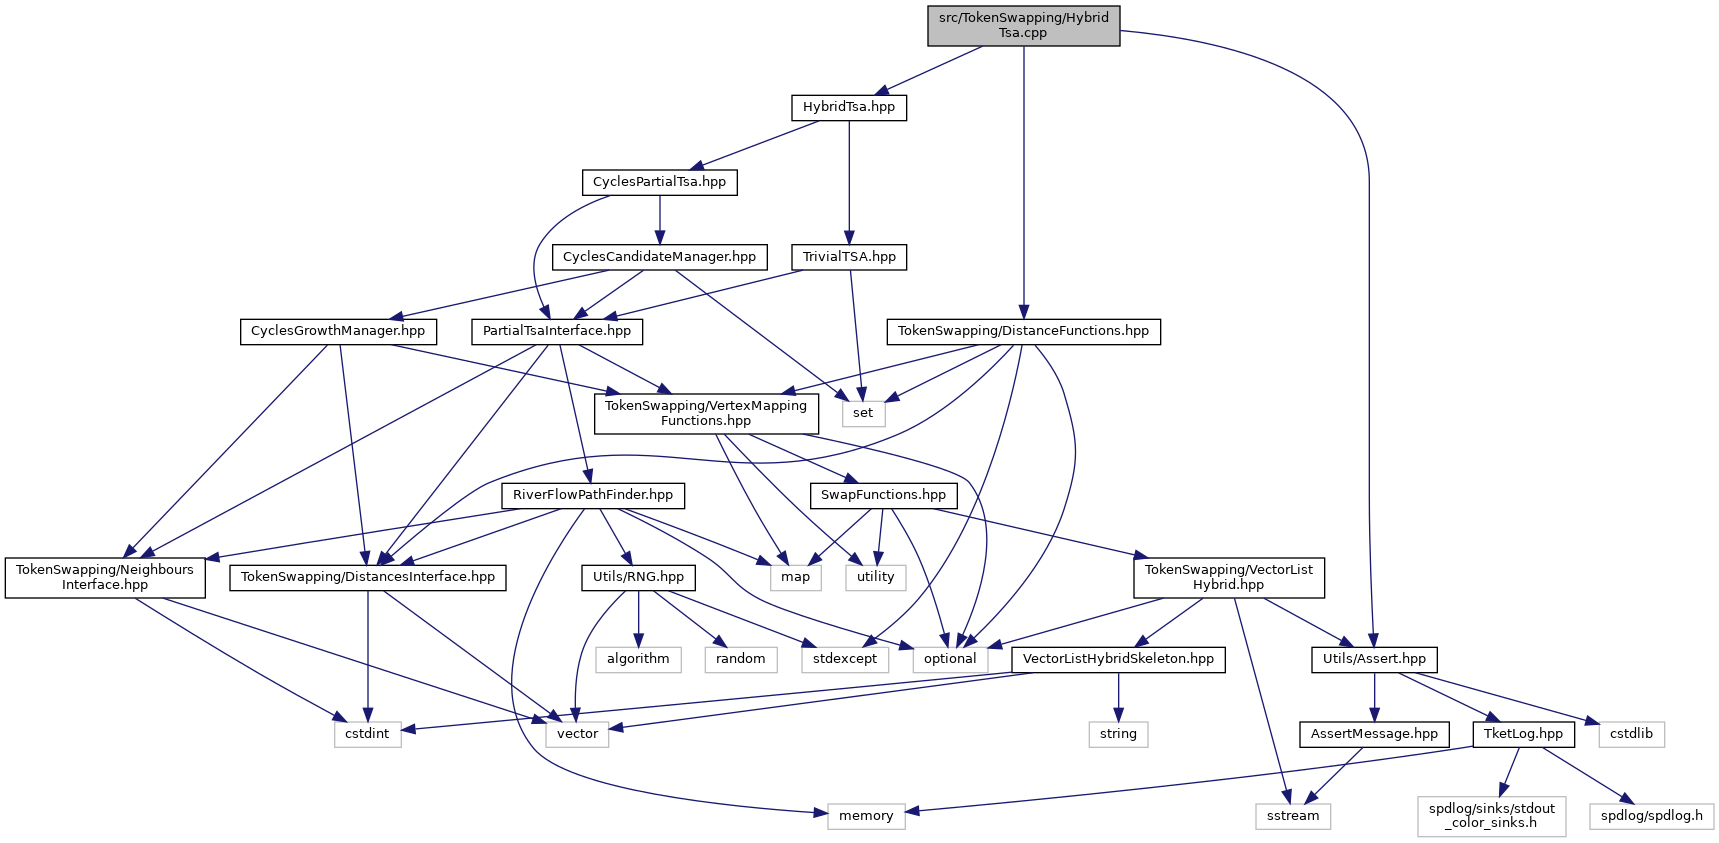 src/TokenSwapping/Hybrid
Tsa.cpp
HybridTsa.hpp
CyclesPartialTsa.hpp
CyclesCandidateManager.hpp
TrivialTSA.hpp
CyclesGrowthManager.hpp
PartialTsaInterface.hpp
TokenSwapping/DistanceFunctions.hpp
TokenSwapping/VertexMapping
Functions.hpp
set
RiverFlowPathFinder.hpp
SwapFunctions.hpp
TokenSwapping/Neighbours
Interface.hpp
TokenSwapping/DistancesInterface.hpp
Utils/RNG.hpp
map
utility
TokenSwapping/VectorList
Hybrid.hpp
algorithm
random
stdexcept
optional
VectorListHybridSkeleton.hpp
Utils/Assert.hpp
cstdint
vector
string
AssertMessage.hpp
TketLog.hpp
cstdlib
memory
sstream
spdlog/sinks/stdout
_color_sinks.h
spdlog/spdlog.h